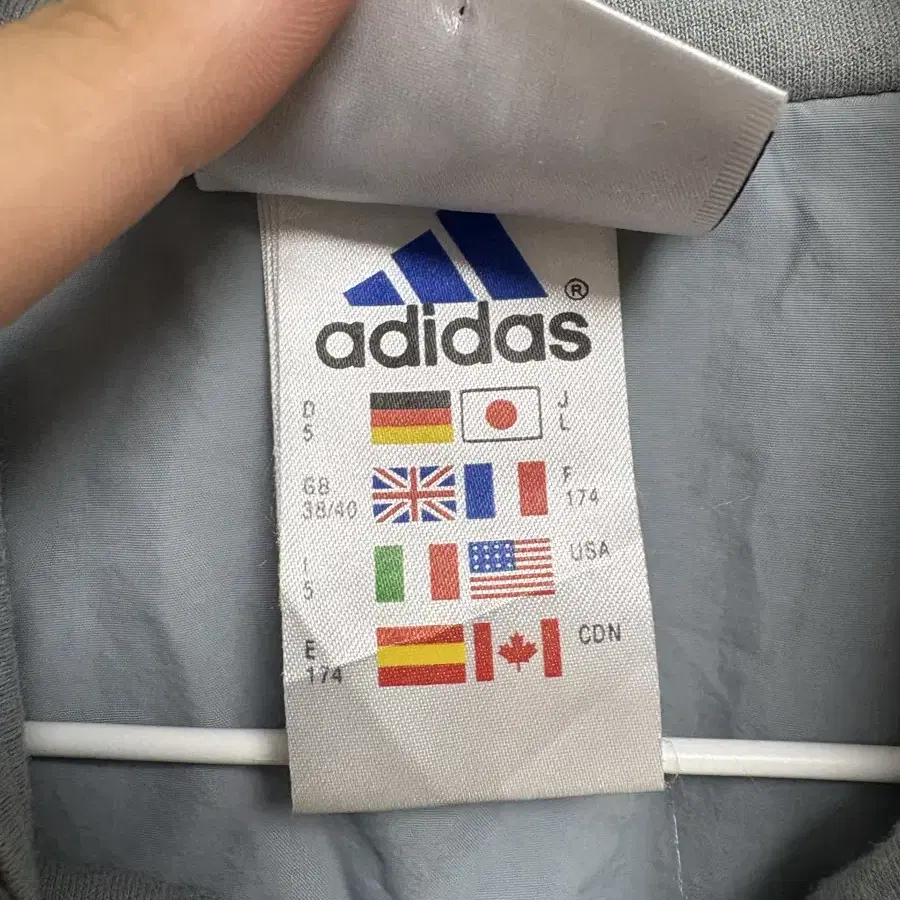 ®
adidas
D J
5 L
GB F
38/40 174
I USA
5
E CDN
174